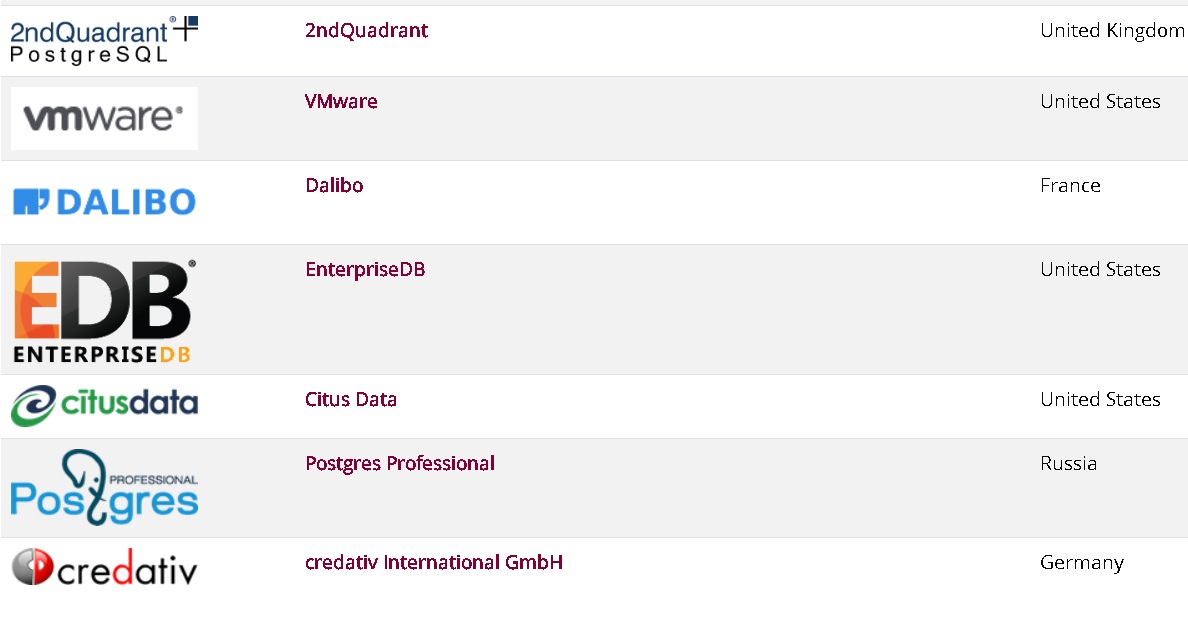 2ndQuadrant®
PostgreSQL
2ndQuadrant
United Kingdom
vmware®
VMware
United States
DALIBO
Dalibo
France
EDB®
ENTERPRISEDB
EnterpriseDB
United States
citusdata
Citus Data
United States
PROFESSIONAL
Postgres
Postgres Professional
Russia
credativ
credativ International GmbH
Germany